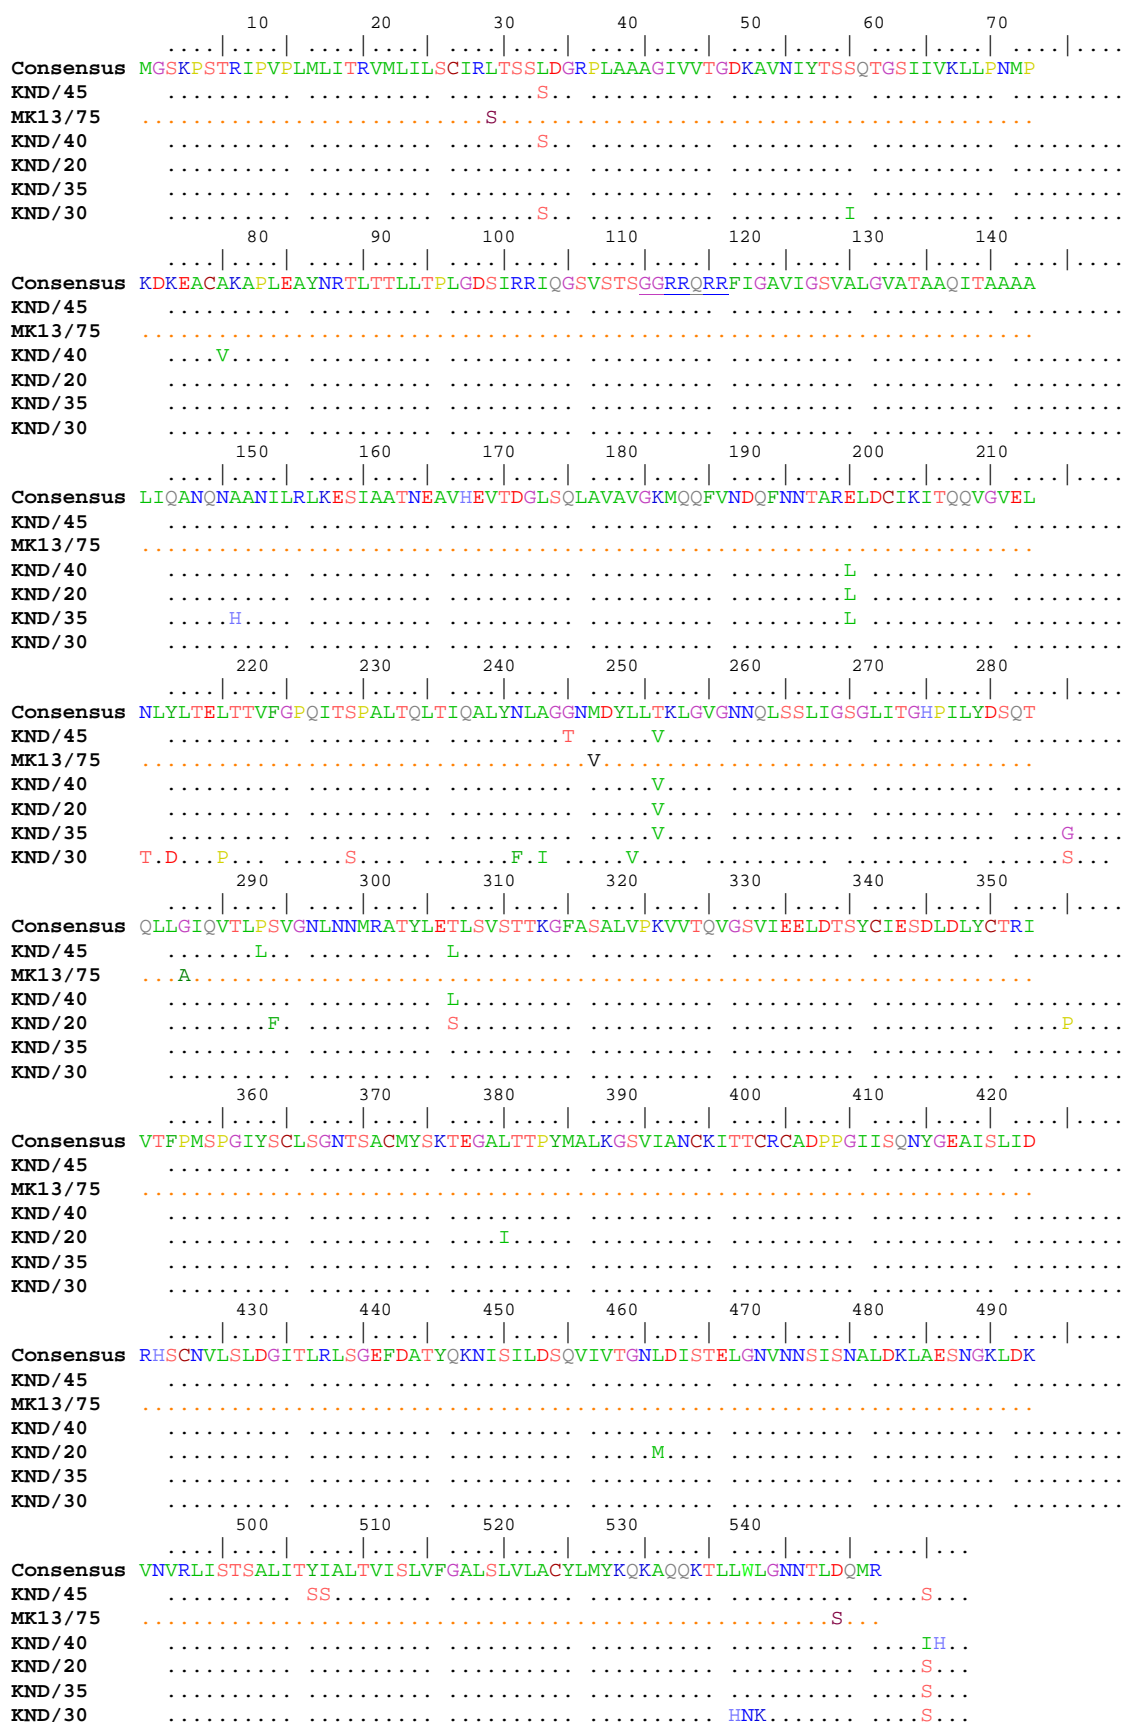 10 20 30 40 50 60 70
....|....| ....|....| ....|....| ....|....| ....|....| ....|....| ....|....
Consensus MGSKPSTRIPVPLMLITRVMLILSCIRLTSSLDGRPLAAAGIVVTGDKAVNIYTSSQTGSIIVKLLPNMP
KND/45 .......... .......... .......S.. .......... .......... .......... .........
MK13/75 ...........................S..........................................
KND/40 .......... .......... .......S.. .......... .......... .......... .........
KND/20 .......... .......... .......... .......... .......... .......... .........
KND/35 .......... .......... .......... .......... .......... .......... .........
KND/30 .......... .......... .......S.. .......... .........I .......... .........
80 90 100 110 120 130 140
....|....| ....|....| ....|....| ....|....| ....|....| ....|....| ....|....
Consensus KDKEACAKAPLEAYNRTLTTLLTPLGDSIRRIQGSVSTSGGRRQRRFIGAVIGSVALGVATAAQITAAAA
KND/45 .......... .......... .......... .......... .......... .......... .........
MK13/75 ......................................................................
KND/40 ....V..... .......... .......... .......... .......... .......... .........
KND/20 .......... .......... .......... .......... .......... .......... .........
KND/35 .......... .......... .......... .......... .......... .......... .........
KND/30 .......... .......... .......... .......... .......... .......... .........
150 160 170 180 190 200 210
....|....| ....|....| ....|....| ....|....| ....|....| ....|....| ....|....
Consensus LIQANQNAANILRLKESIAATNEAVHEVTDGLSQLAVAVGKMQQFVNDQFNNTARELDCIKITQQVGVEL
KND/45 .......... .......... .......... .......... .......... .......... .........
MK13/75 ......................................................................
KND/40 .......... .......... .......... .......... .........L .......... .........
KND/20 .......... .......... .......... .......... .........L .......... .........
KND/35 .....H.... .......... .......... .......... .........L .......... .........
KND/30 .......... .......... .......... .......... .......... .......... .........
220 230 240 250 260 270 280
....|....| ....|....| ....|....| ....|....| ....|....| ....|....| ....|....
Consensus NLYLTELTTVFGPQITSPALTQLTIQALYNLAGGNMDYLLTKLGVGNNQLSSLIGSGLITGHPILYDSQT
KND/45 .......... .......... .........T .....V.... .......... .......... .........
MK13/75 ...................................V..................................
KND/40 .......... .......... .......... .....V.... .......... .......... .........
KND/20 .......... .......... .......... .....V.... .......... .......... .........
KND/35 .......... .......... .......... .....V.... .......... .......... ....G....
KND/30 T.D...P... .....S.... .......F.I .....V.... .......... .......... ......S...
290 300 310 320 330 340 350
....|....| ....|....| ....|....| ....|....| ....|....| ....|....| ....|....
Consensus QLLGIQVTLPSVGNLNNMRATYLETLSVSTTKGFASALVPKVVTQVGSVIEELDTSYCIESDLDLYCTRI
KND/45 .......L.. .......... L......... .......... .......... .......... .........
MK13/75 ...A..................................................................
KND/40 .......... .......... L......... .......... .......... .......... .........
KND/20 ........F. .......... S......... .......... .......... .......... ....P....
KND/35 .......... .......... .......... .......... .......... .......... .........
KND/30 .......... .......... .......... .......... .......... .......... .........
360 370 380 390 400 410 420
....|....| ....|....| ....|....| ....|....| ....|....| ....|....| ....|....
Consensus VTFPMSPGIYSCLSGNTSACMYSKTEGALTTPYMALKGSVIANCKITTCRCADPPGIISQNYGEAISLID
KND/45 .......... .......... .......... .......... .......... .......... .........
MK13/75 ......................................................................
KND/40 .......... .......... .......... .......... .......... .......... .........
KND/20 .......... .......... ....I..... .......... .......... .......... .........
KND/35 .......... .......... .......... .......... .......... .......... .........
KND/30 .......... .......... .......... .......... .......... .......... .........
430 440 450 460 470 480 490
....|....| ....|....| ....|....| ....|....| ....|....| ....|....| ....|....
Consensus RHSCNVLSLDGITLRLSGEFDATYQKNISILDSQVIVTGNLDISTELGNVNNSISNALDKLAESNGKLDK
KND/45 .......... .......... .......... .......... .......... .......... .........
MK13/75 ......................................................................
KND/40 .......... .......... .......... .......... .......... .......... .........
KND/20 .......... .......... .......... .....M.... .......... .......... .........
KND/35 .......... .......... .......... .......... .......... .......... .........
KND/30 .......... .......... .......... .......... .......... .......... .........
500 510 520 530 540
....|....| ....|....| ....|....| ....|....| ....|....| ....|...
Consensus VNVRLISTSALITYIALTVISLVFGALSLVLACYLMYKQKAQQKTLLWLGNNTLDQMR
KND/45 .......... SS........ .......... .......... .......... ....S...
MK13/75 ......................................................S...
KND/40 .......... .......... .......... .......... .......... ....IH..
KND/20 .......... .......... .......... .......... .......... ....S...
KND/35 .......... .......... .......... .......... .......... ....S...
KND/30 .......... .......... .......... .......... HNK....... ....S...